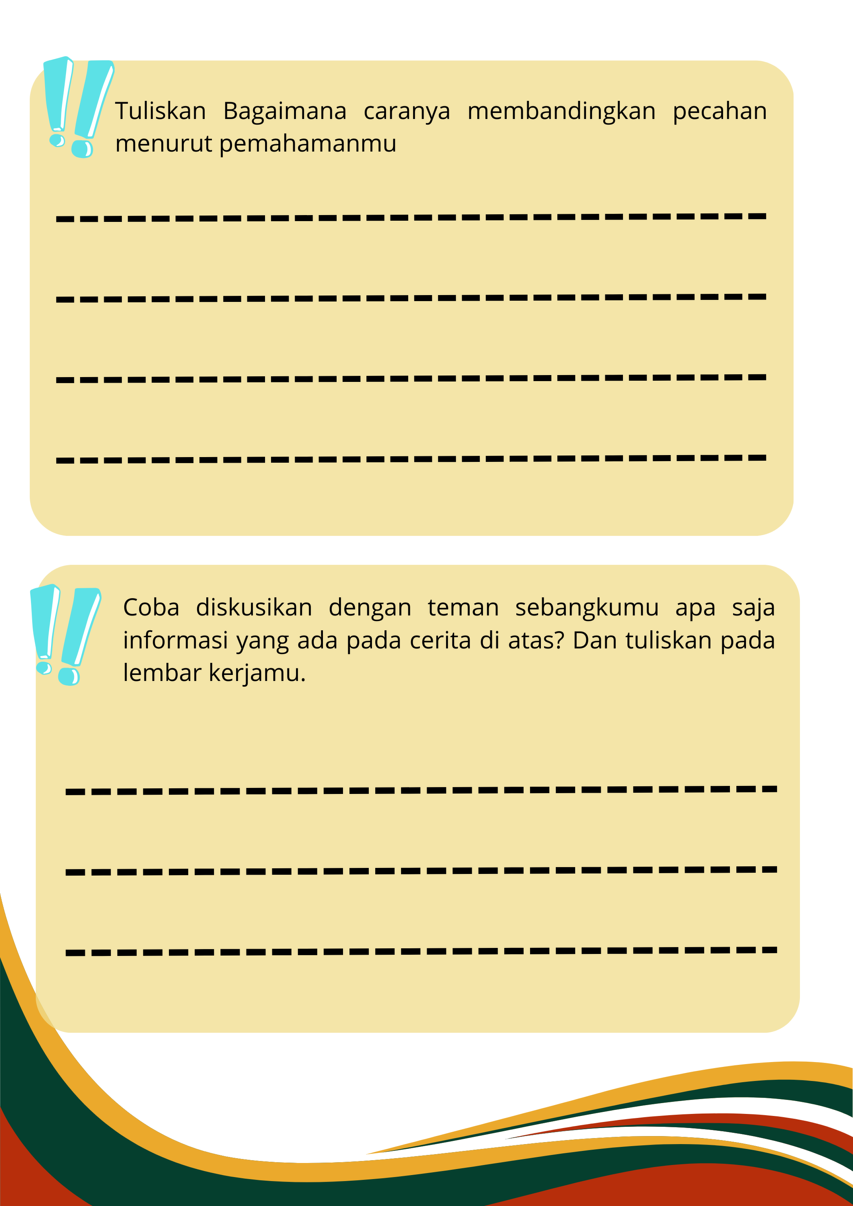 Tuliskan Bagaimana caranya membandingkan pecahan
menurut pemahamanmu
Coba diskusikan dengan teman sebangkumu apa saja
informasi yang ada pada cerita di atas? Dan tuliskan pada
lembar kerjamu.